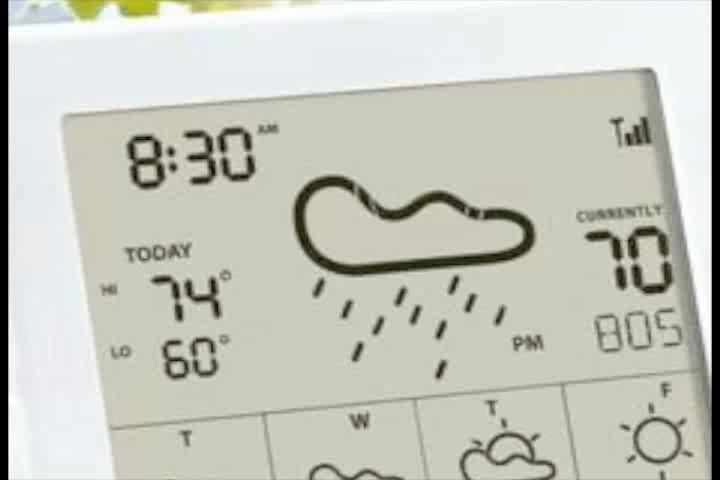 8:30 AM
CURRENTLY
TODAY
70
HI 74°
LO 60°
PM
805
T W T F